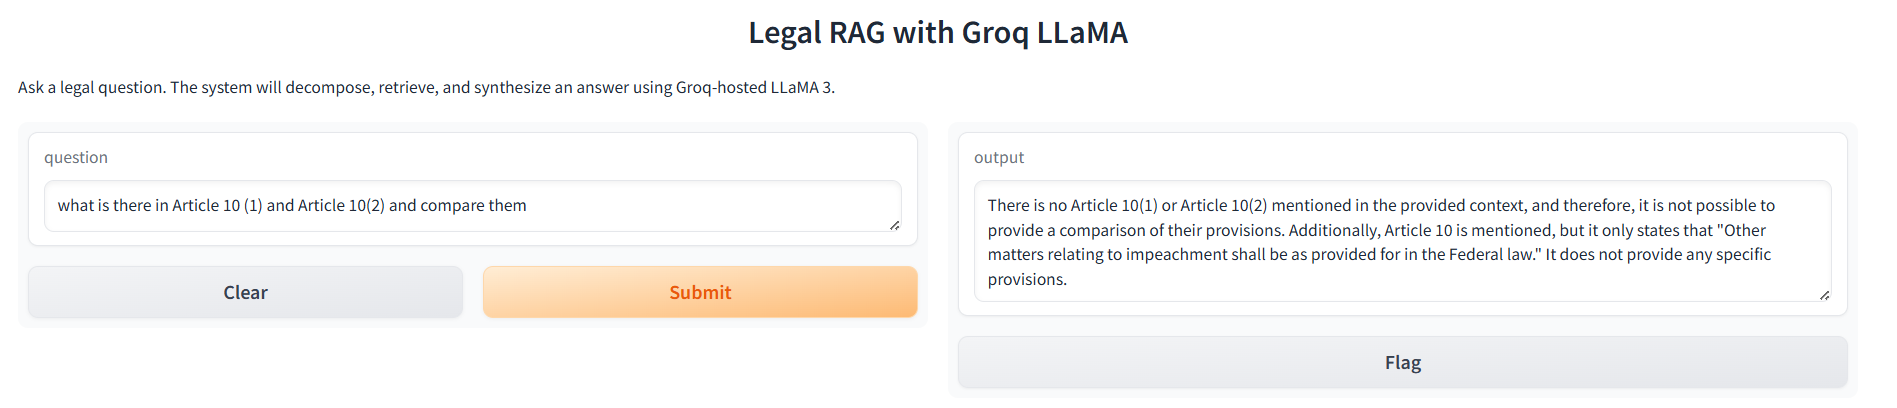 Legal RAG with Groq LLaMA
Ask a legal question. The system will decompose, retrieve, and synthesize an answer using Groq-hosted LLaMA 3.
question
what is there in Article 10 (1) and Article 10(2) and compare them
Clear
Submit
output
There is no Article 10(1) or Article 10(2) mentioned in the provided context, and therefore, it is not possible to
provide a comparison of their provisions. Additionally, Article 10 is mentioned, but it only states that "Other
matters relating to impeachment shall be as provided for in the Federal law." It does not provide any specific
provisions.
Flag